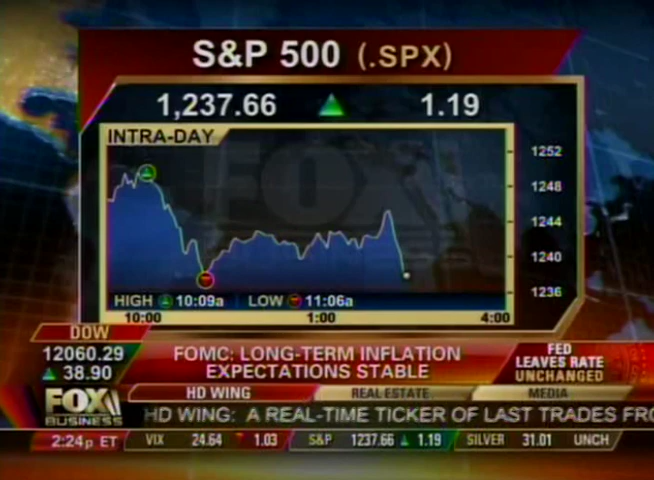 S&P 500 (.SPX)
1,237.66 ▲ 1.19
INTRA-DAY
1252
1248
1244
1240
1236
HIGH 10:09a LOW 11:06a
10:00 1:00 4:00
DOW
12060.29
▲ 38.90
FOMC: LONG-TERM INFLATION
EXPECTATIONS STABLE
FED
LEAVES RATE
UNCHANGED
FOX
BUSINESS
HD WING REAL ESTATE MEDIA
HD WING: A REAL-TIME TICKER OF LAST TRADES FRO
2:24p ET VIX 24.64 ▼ 1.03 S&P 1237.66 ▲ 1.19 SILVER 31.01 UNCH
FOX
BUSINESS